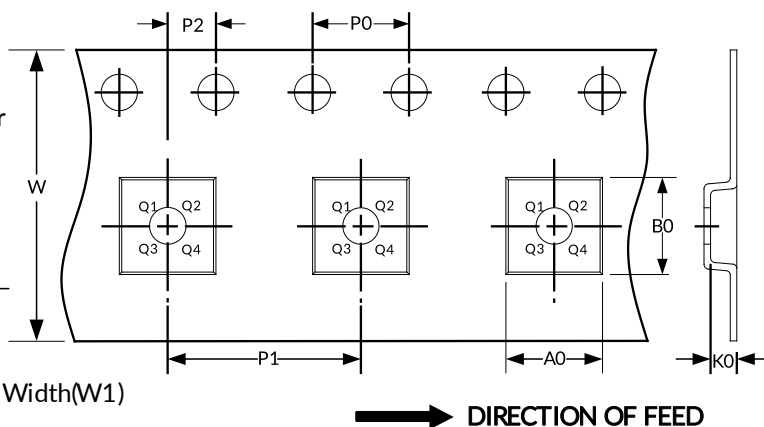 P2
P0
r
W
Q1 Q2
Q3 Q4
Q1 Q2
Q3 Q4
Q1 Q2
Q3 Q4
B0
P1
A0
K0
Width(W1)
DIRECTION OF FEED